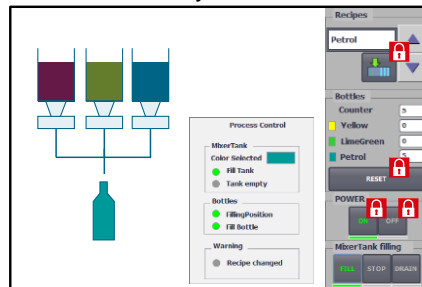 Recipes
Petrol
Bottles
Counter 5
Yellow 0
LimeGreen 0
Petrol
RESET
POWER
ON OFF
MixerTank filling
FILL STOP DRAIN
Process Control
MixerTank
Color Selected
Fill Tank
Tank empty
Bottles
FillingPosition
Fill Bottle
Warning
Recipe changed